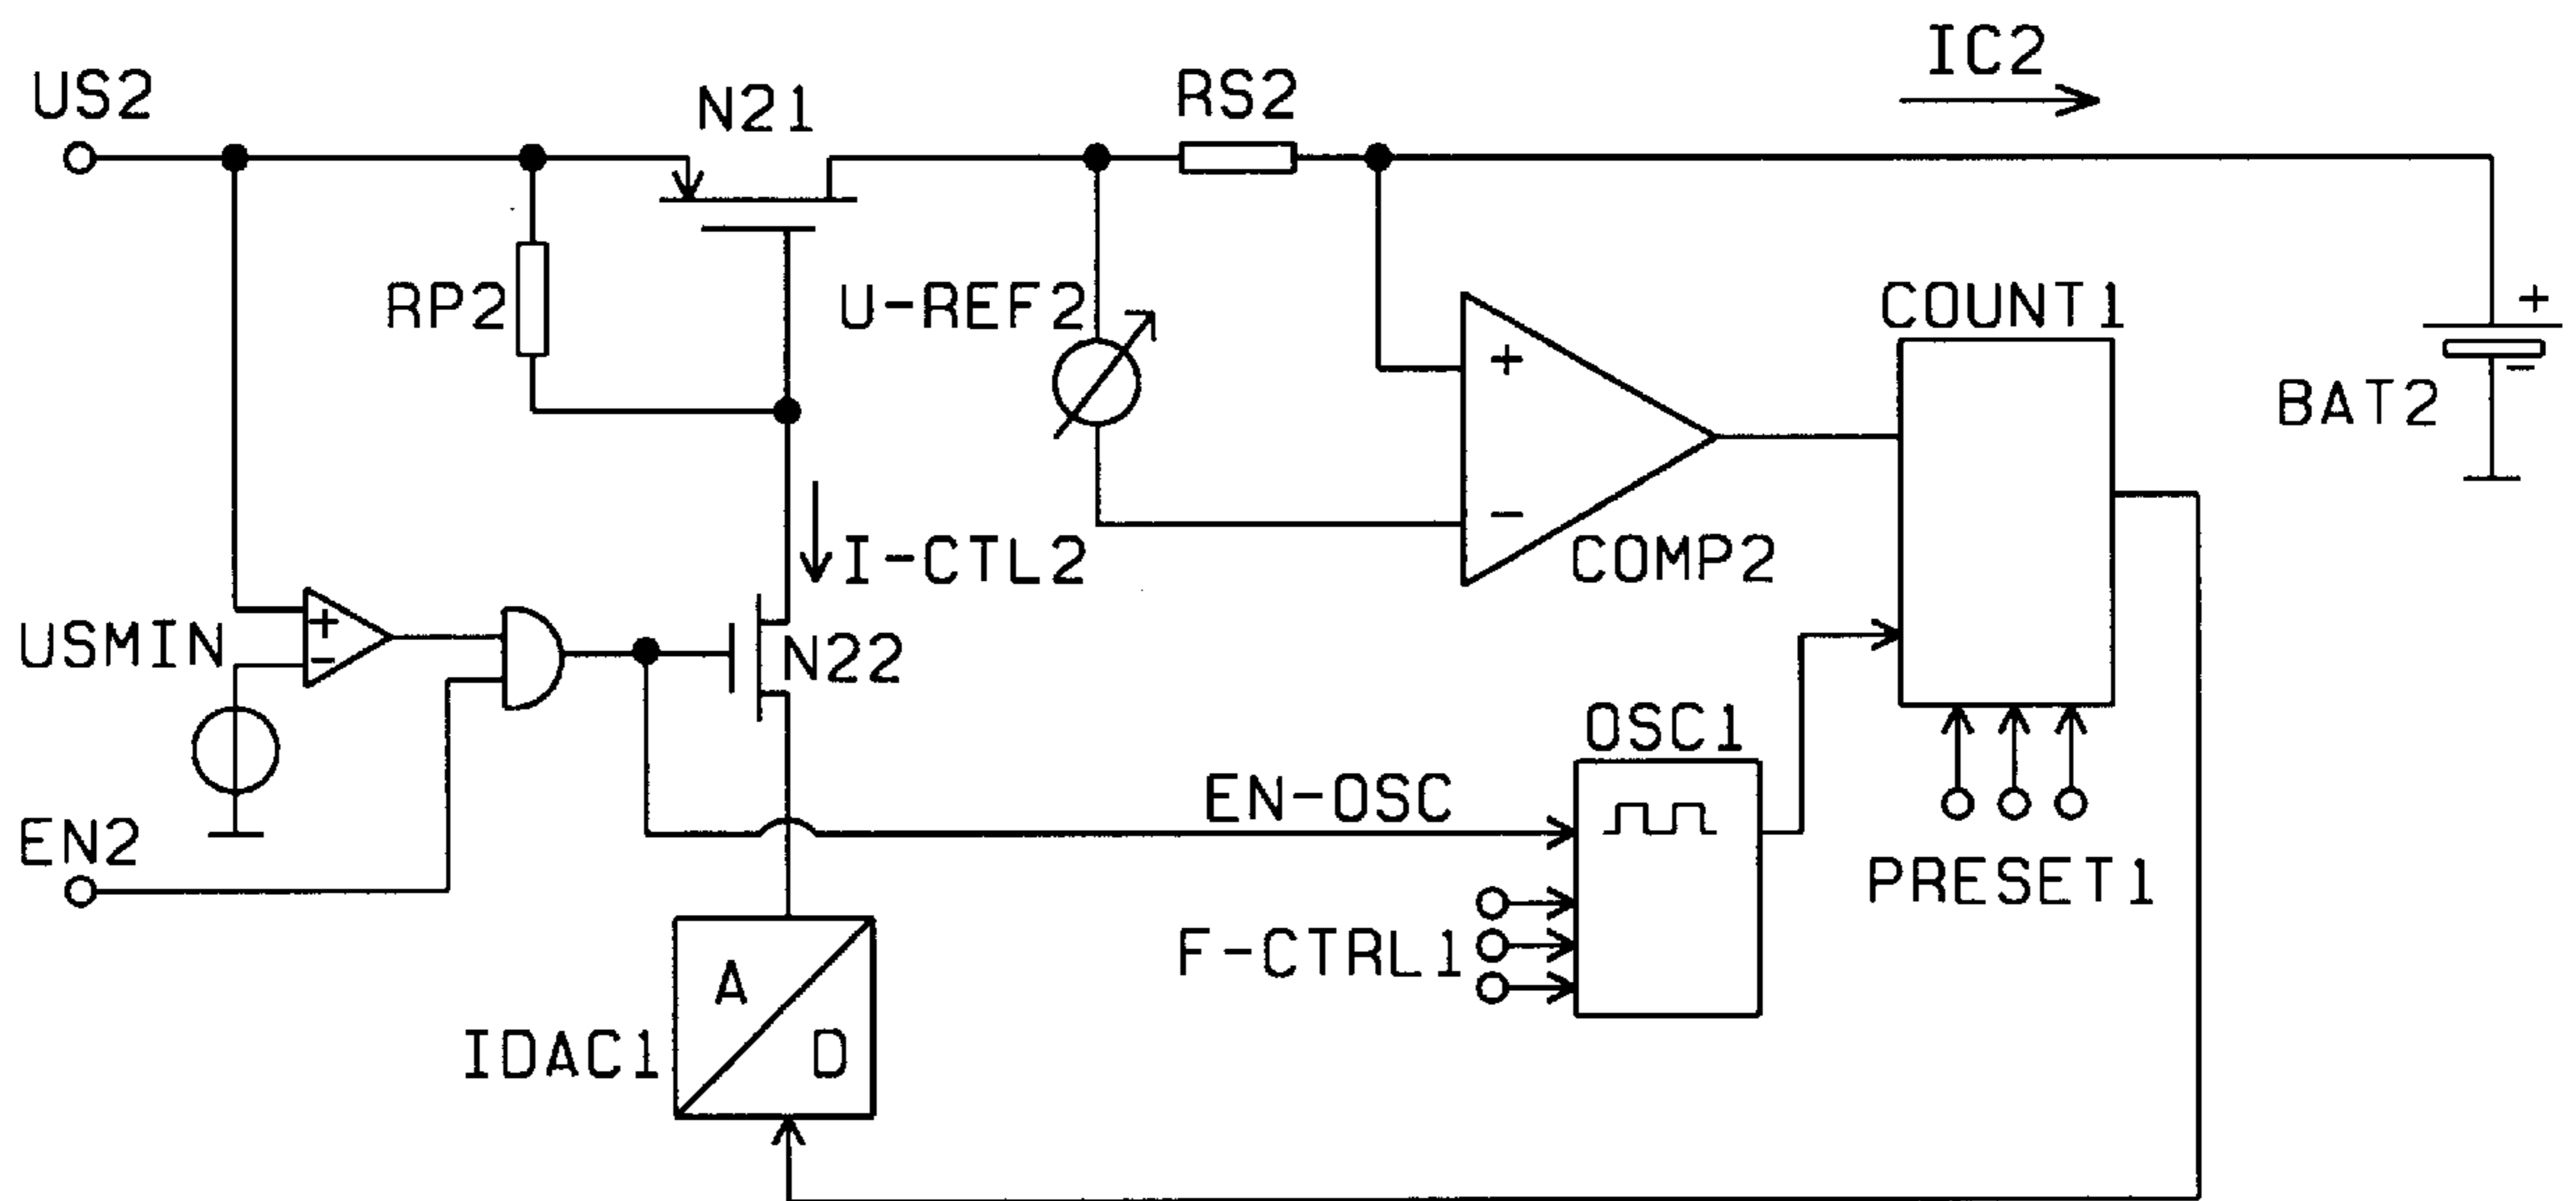 IC2
US2
N21
RS2
RP2
U-REF2
COUNT1
+
-
BAT2
+
-
COMP2
I-CTL2
USMIN
+
-
N22
OSC1
EN-OSC
EN2
PRESET1
F-CTRL1
A
D
IDAC1